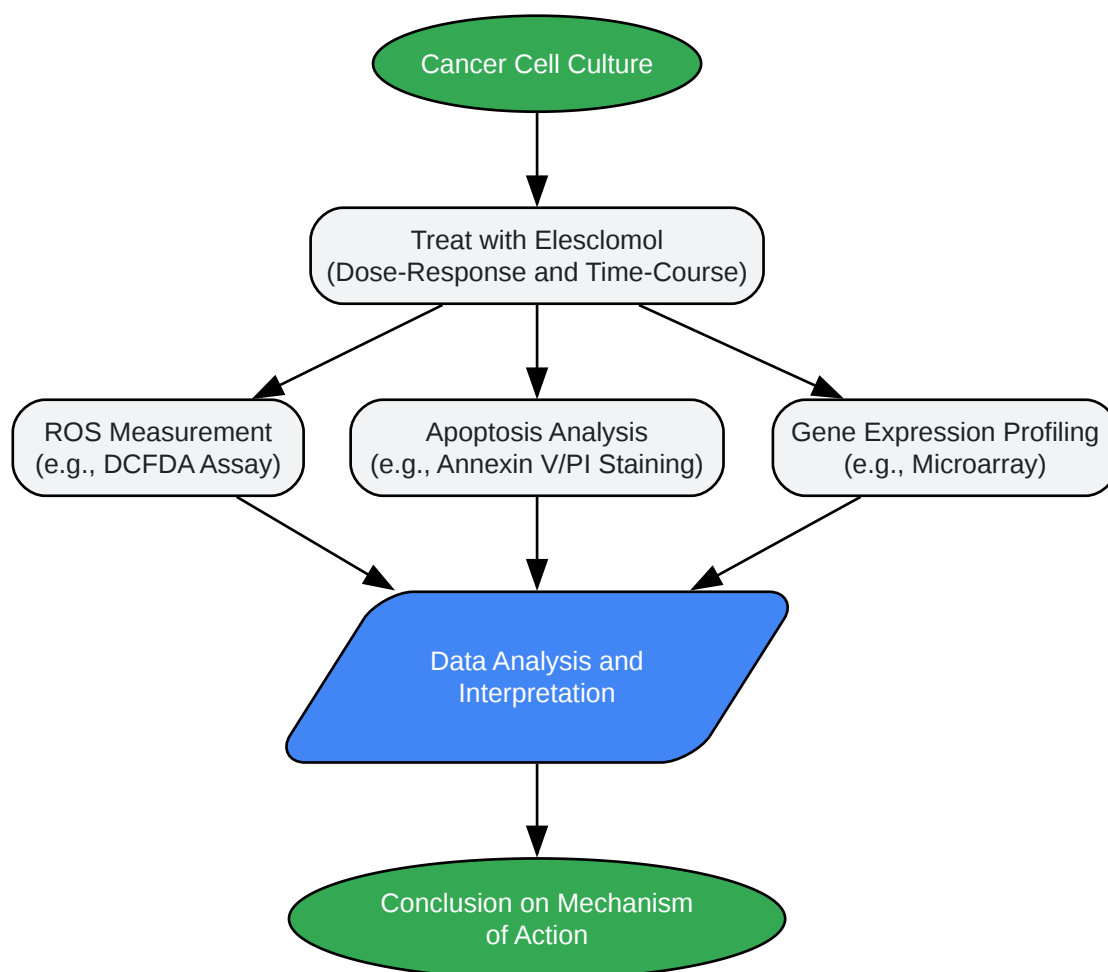 Cancer Cell Culture
Treat with Elesclomol
(Dose-Response and Time-Course)
ROS Measurement
(e.g., DCFDA Assay)
Apoptosis Analysis
(e.g., Annexin V/PI Staining)
Gene Expression Profiling
(e.g., Microarray)
Data Analysis and
Interpretation
Conclusion on Mechanism
of Action